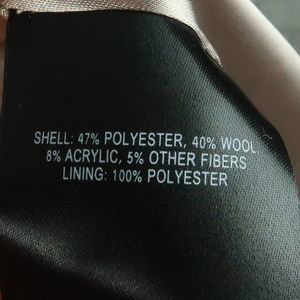 SHELL: 47% POLYESTER, 40% WOOL
8% ACRYLIC, 5% OTHER FIBERS
LINING: 100% POLYESTER